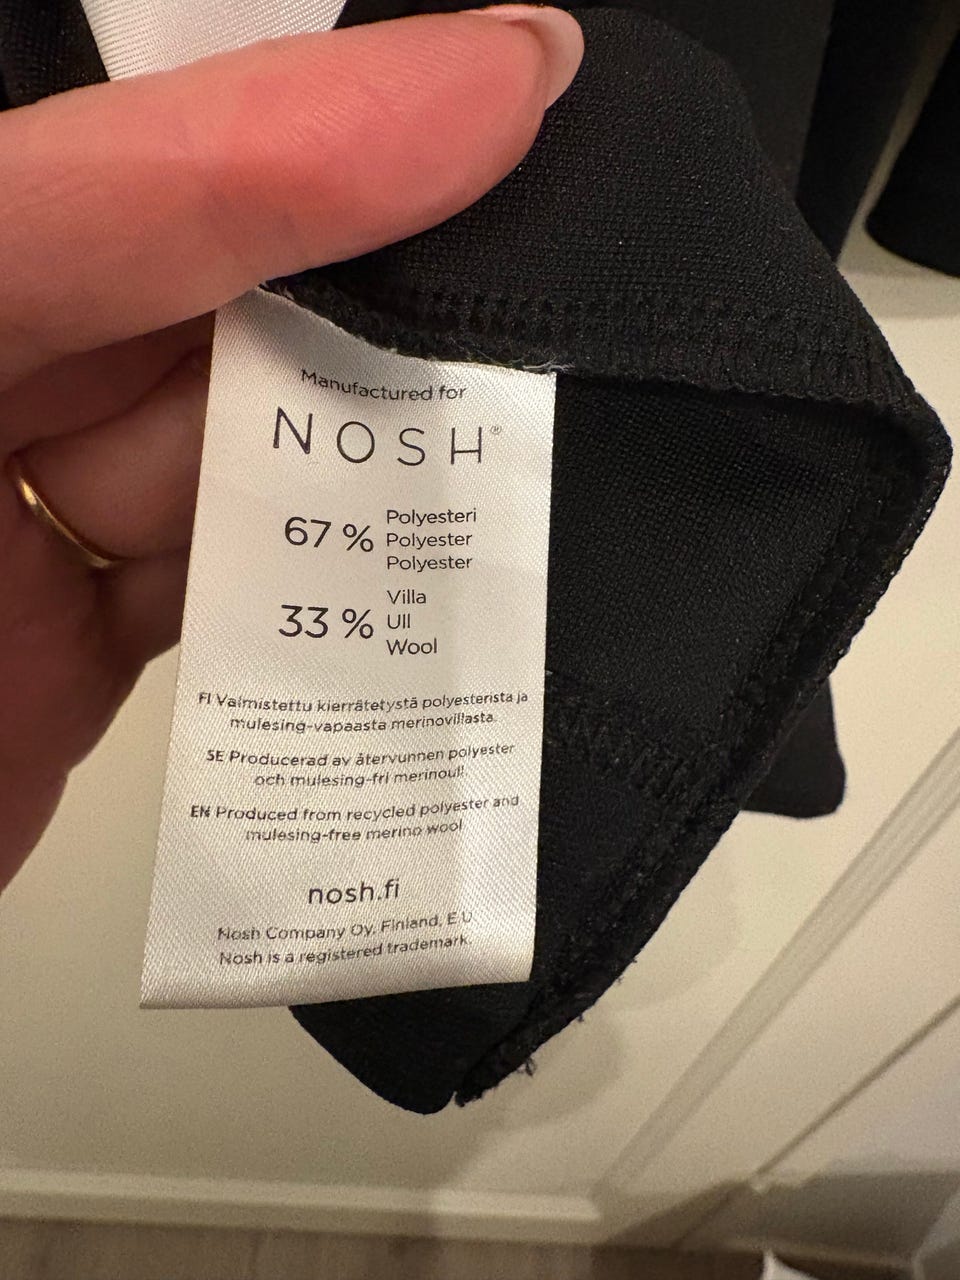 Manufactured for
NOSH®
67 % Polyesteri
Polyester
Polyester
33 % Villa
Ull
Wool
FI Valmistettu kierrätetystä polyesterista ja
mulesing-vapaasta merinovillasta.
SE Producerad av återvunnen polyester
och mulesing-fri merinoull.
EN Produced from recycled polyester and
mulesing-free merino wool
nosh.fi
Nosh Company Oy, Finland, E.U.
Nosh is a registered trademark.